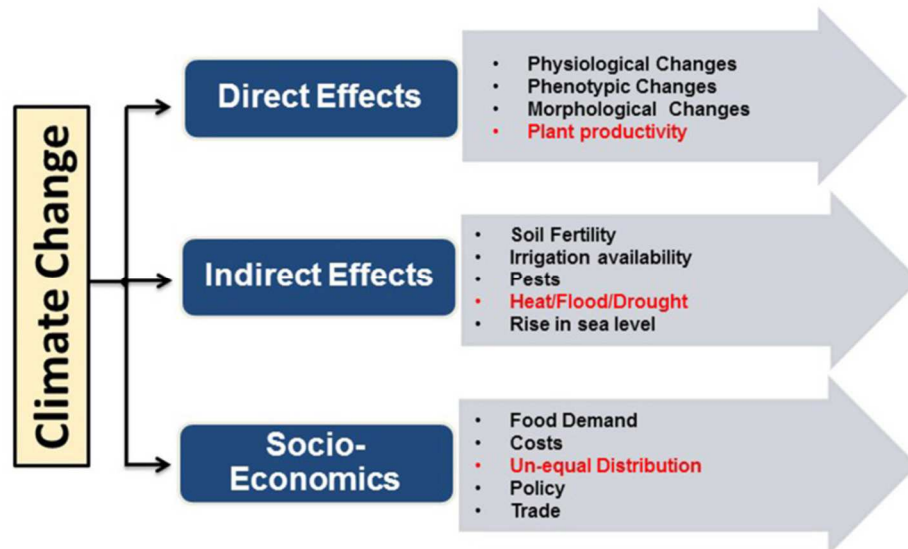 Climate Change
Direct Effects
• Physiological Changes
• Phenotypic Changes
• Morphological Changes
• Plant productivity
Indirect Effects
• Soil Fertility
• Irrigation availability
• Pests
• Heat/Flood/Drought
• Rise in sea level
Socio-
Economics
• Food Demand
• Costs
• Un-equal Distribution
• Policy
• Trade